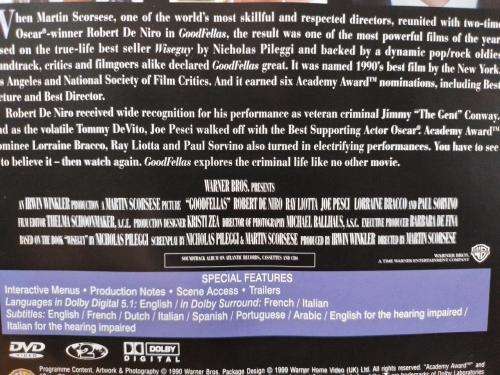 When Martin Scorsese, one of the world's most skillful and respected directors, reunited with two-time
Oscar®-winner Robert De Niro in GoodFellas, the result was one of the most powerful films of the year.
Based on the true-life best seller Wiseguy by Nicholas Pileggi and backed by a dynamic pop/rock oldies
soundtrack, critics and filmgoers alike declared GoodFellas great. It was named 1990's best film by the New York,
Los Angeles and National Society of Film Critics. And it earned six Academy Award™ nominations, including Best
Picture and Best Director.
Robert De Niro received wide recognition for his performance as veteran criminal Jimmy "The Gent" Conway.
And as the volatile Tommy DeVito, Joe Pesci walked off with the Best Supporting Actor Oscar®. Academy Award™
nominee Lorraine Bracco, Ray Liotta and Paul Sorvino also turned in electrifying performances. You have to see
to believe it – then watch again. GoodFellas explores the criminal life like no other movie.
WARNER BROS. PRESENTS
AN IRWIN WINKLER PRODUCTION A MARTIN SCORSESE PICTURE "GOODFELLAS" ROBERT DE NIRO RAY LIOTTA JOE PESCI LORRAINE BRACCO AND PAUL SORVINO
FILM EDITOR THELMA SCHOONMAKER, A.C.E. PRODUCTION DESIGNER KRISTI ZEA DIRECTOR OF PHOTOGRAPHY MICHAEL BALLHAUS, A.S.C. EXECUTIVE PRODUCER BARBARA DE FINA
BASED ON THE BOOK "WISEGUY" BY NICHOLAS PILEGGI SCREENPLAY BY NICHOLAS PILEGGI & MARTIN SCORSESE PRODUCED BY IRWIN WINKLER DIRECTED BY MARTIN SCORSESE
SOUNDTRACK ALBUM ON ATLANTIC RECORDS, CASSETTES AND CDS
WARNER BROS.
A TIME WARNER ENTERTAINMENT COMPANY
SPECIAL FEATURES
Interactive Menus • Production Notes • Scene Access • Trailers
Languages in Dolby Digital 5.1: English / in Dolby Surround: French / Italian
Subtitles: English / French / Dutch / Italian / Spanish / Portuguese / Arabic / English for the hearing impaired /
Italian for the hearing impaired
DVD VIDEO
2
DOLBY DIGITAL
Programme Content, Artwork & Photography © 1990 Warner Bros. Package Design © 1999 Warner Home Video (UK) Ltd. All rights reserved. "Academy Award" and
are trademarks of Dolby Laboratories